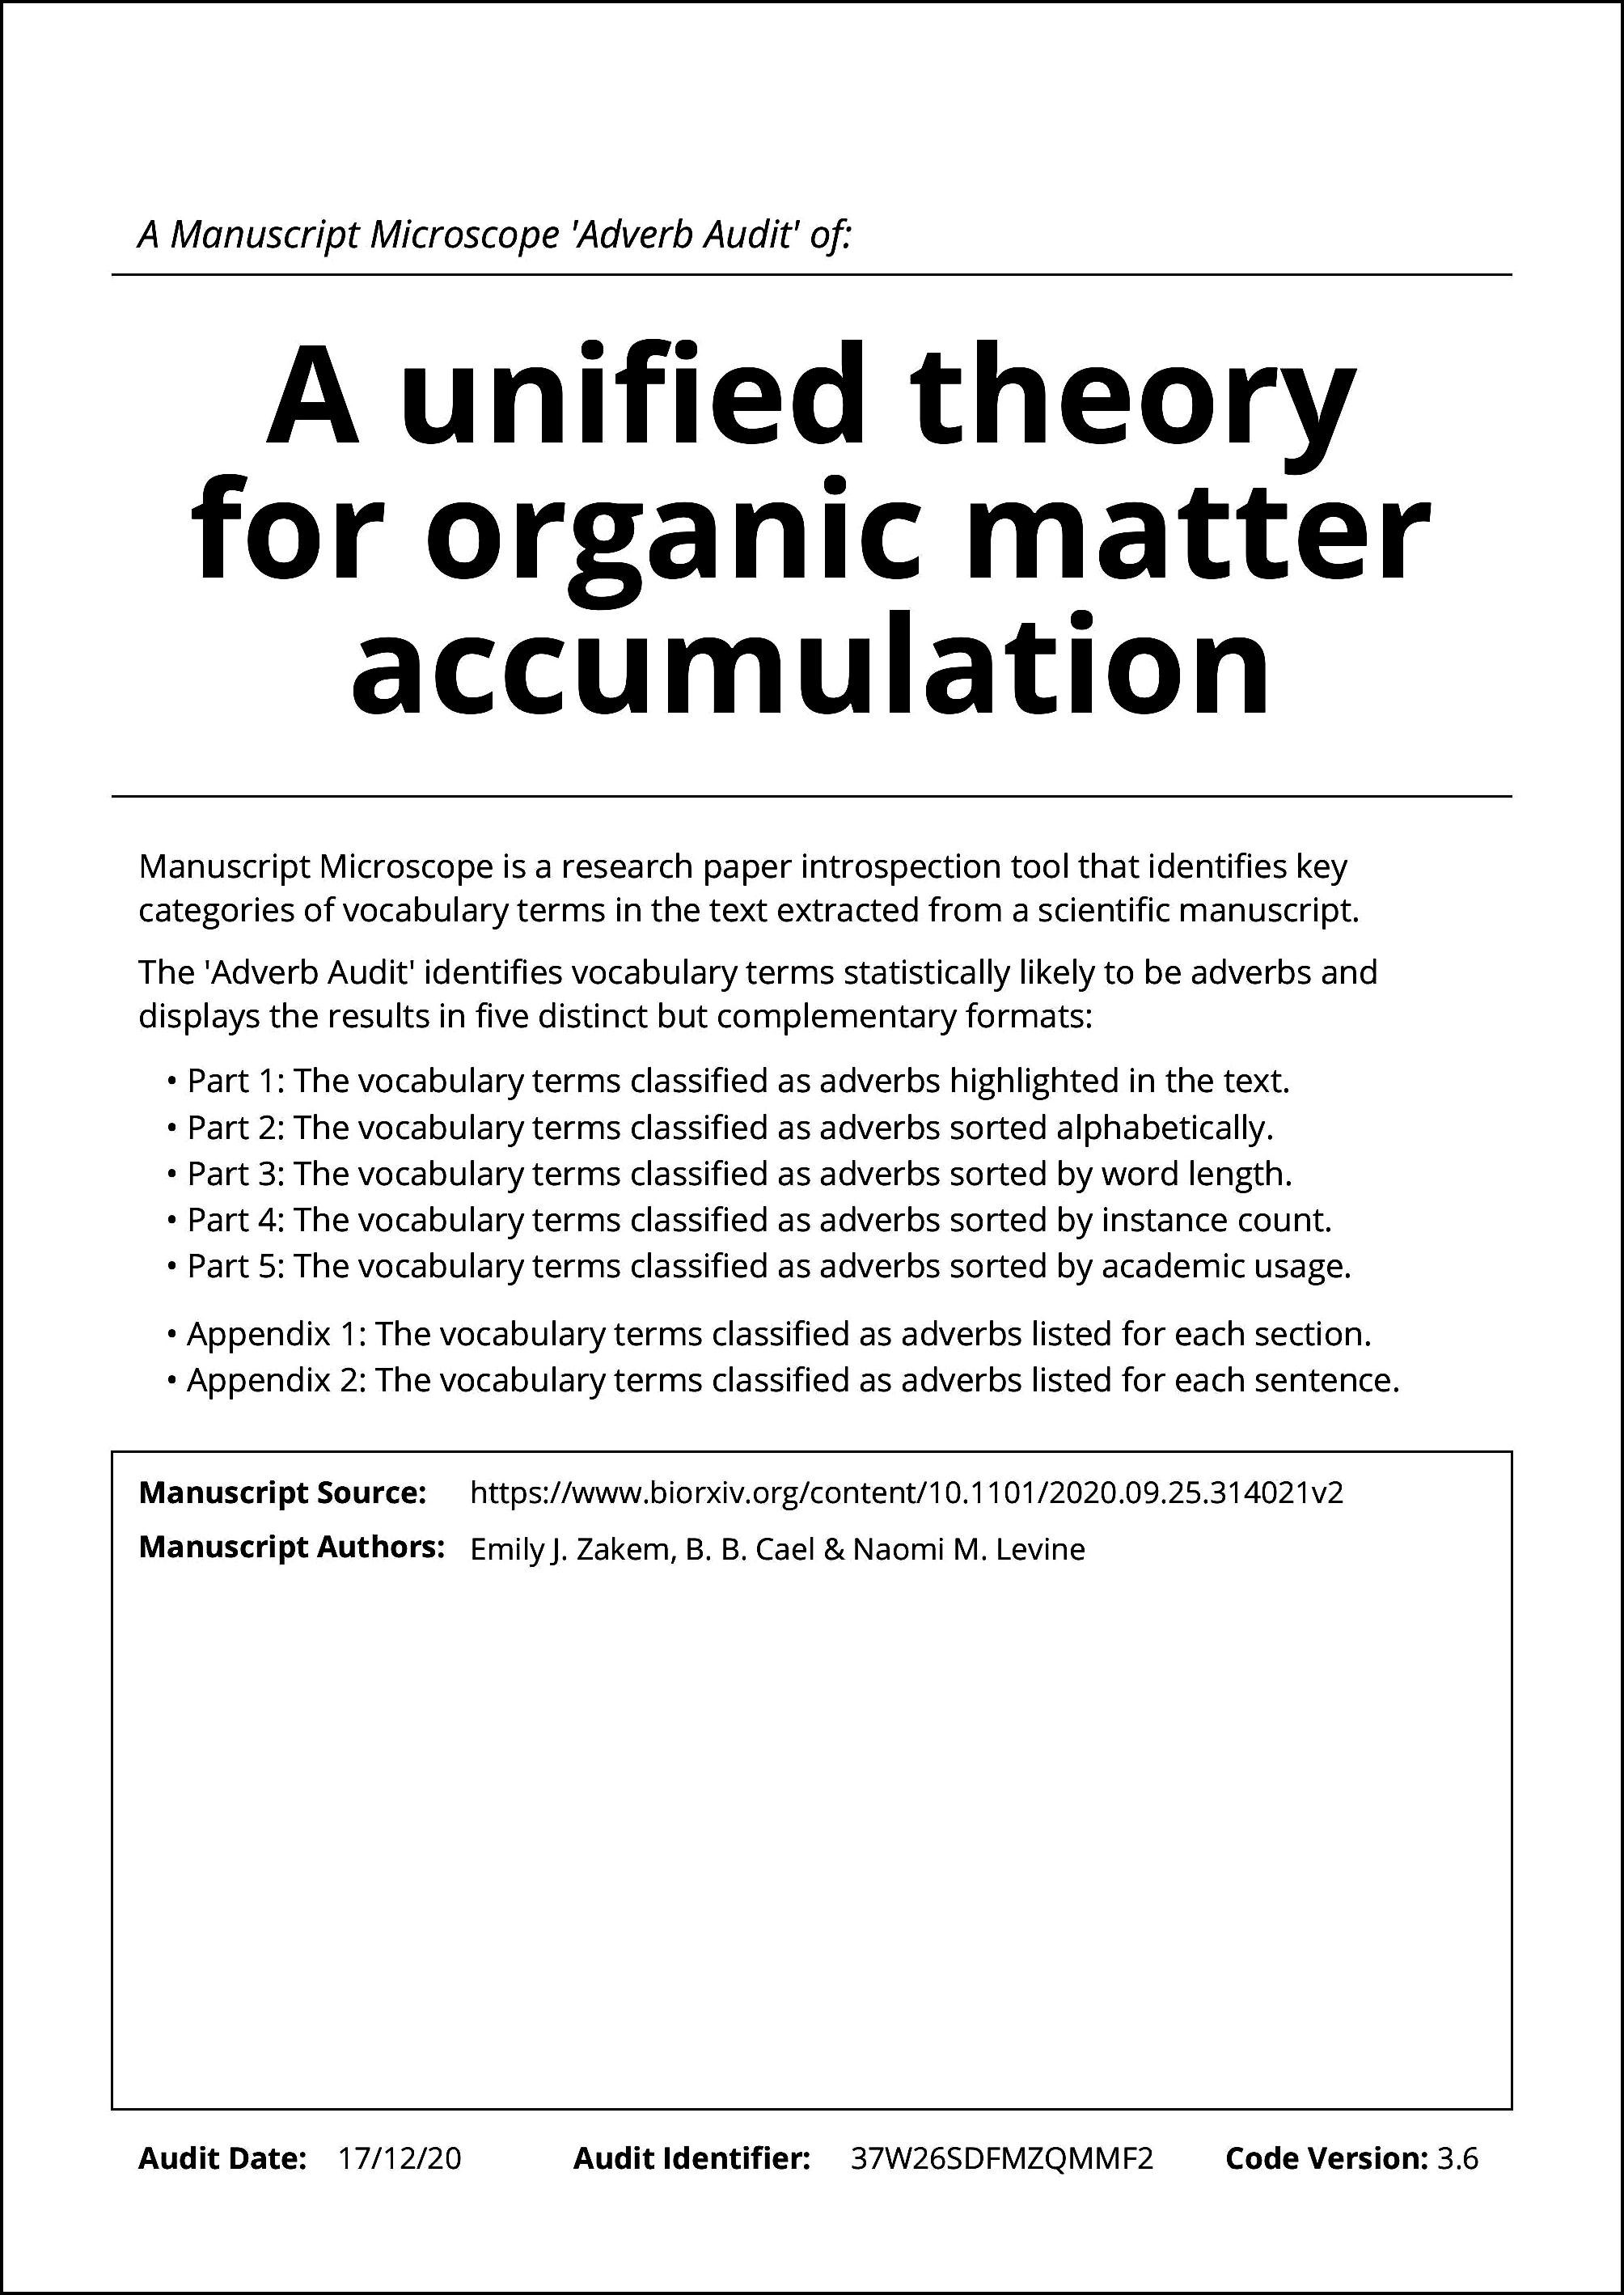 A Manuscript Microscope 'Adverb Audit' of:
A unified theory
for organic matter
accumulation
Manuscript Microscope is a research paper introspection tool that identifies key
categories of vocabulary terms in the text extracted from a scientific manuscript.
The 'Adverb Audit' identifies vocabulary terms statistically likely to be adverbs and
displays the results in five distinct but complementary formats:
• Part 1: The vocabulary terms classified as adverbs highlighted in the text.
• Part 2: The vocabulary terms classified as adverbs sorted alphabetically.
• Part 3: The vocabulary terms classified as adverbs sorted by word length.
• Part 4: The vocabulary terms classified as adverbs sorted by instance count.
• Part 5: The vocabulary terms classified as adverbs sorted by academic usage.
• Appendix 1: The vocabulary terms classified as adverbs listed for each section.
• Appendix 2: The vocabulary terms classified as adverbs listed for each sentence.
Manuscript Source: https://www.biorxiv.org/content/10.1101/2020.09.25.314021v2
Manuscript Authors: Emily J. Zakem, B. B. Cael & Naomi M. Levine
Audit Date: 17/12/20 Audit Identifier: 37W26SDFMZQMMF2 Code Version: 3.6